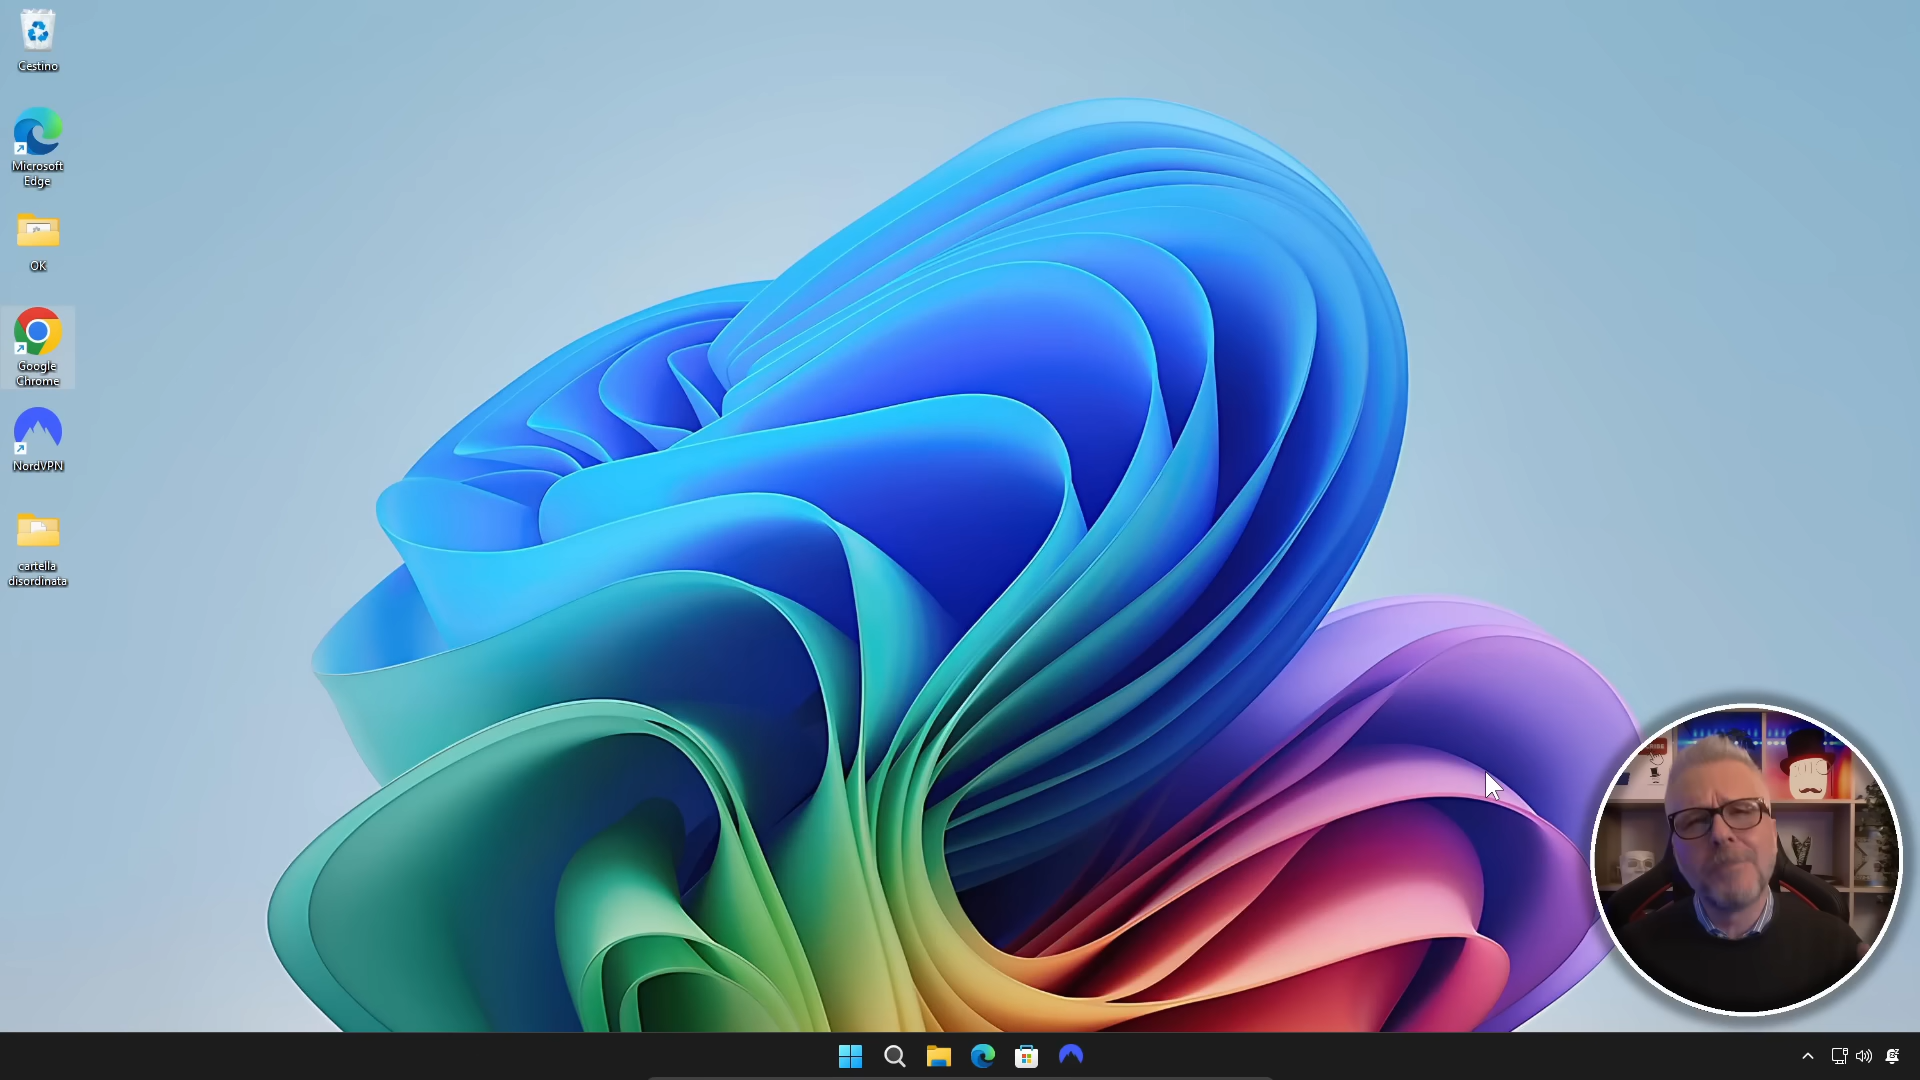 Cestino
Microsoft
Edge
OK
Google
Chrome
NordVPN
cartella
disordinata